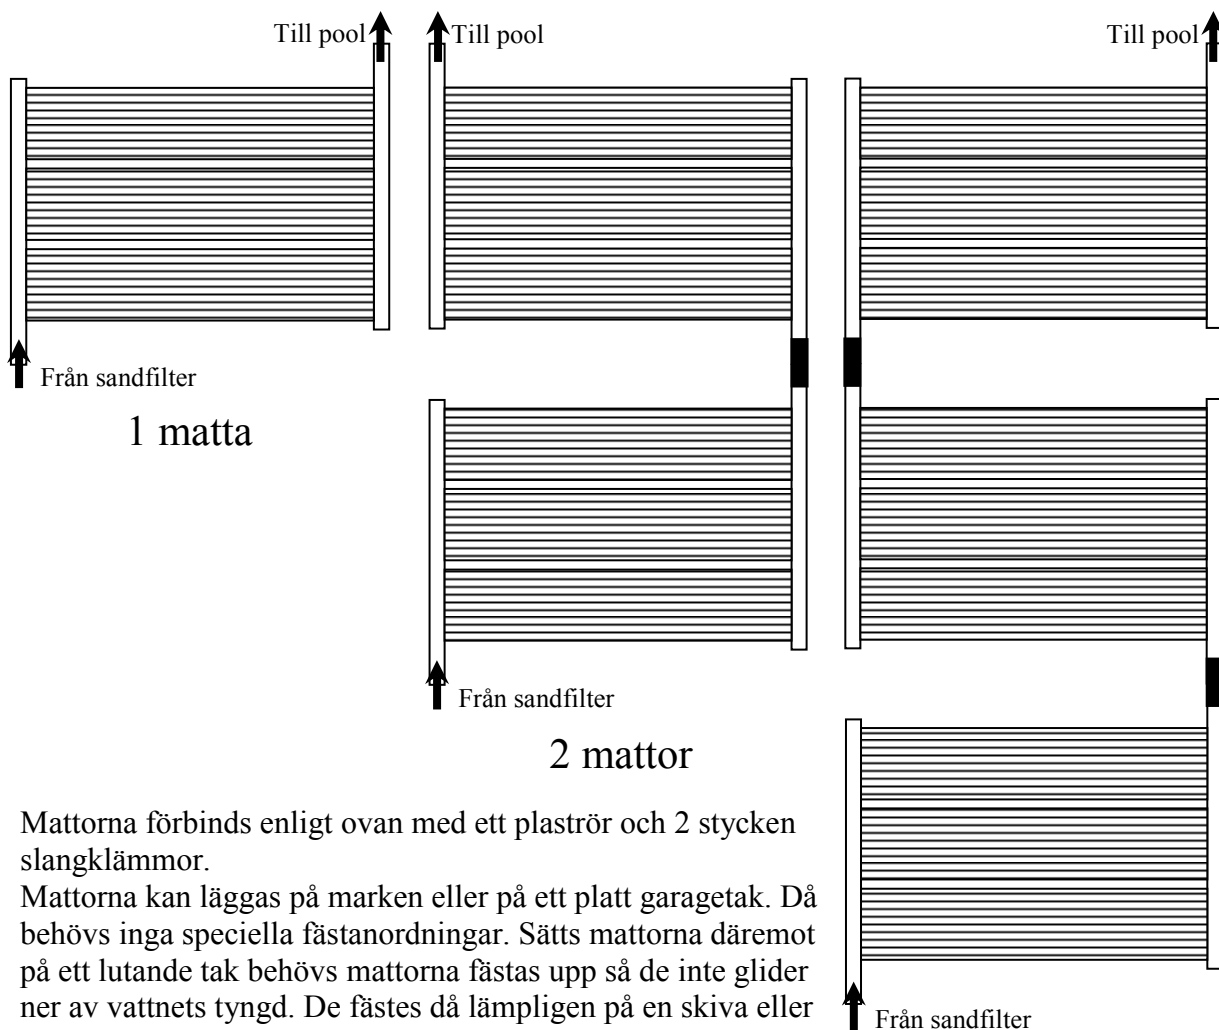 Till pool
Till pool
Till pool
Från sandfilter
1 matta
Från sandfilter
2 mattor
Mattorna förbinds enligt ovan med ett plaströr och 2 stycken
slangklämmor.
Mattorna kan läggas på marken eller på ett platt garagetak. Då
behövs inga speciella fästanordningar. Sätts mattorna däremot
på ett lutande tak behövs mattorna fästas upp så de inte glider
ner av vattnets tyngd. De fästes då lämpligen på en skiva eller
Från sandfilter